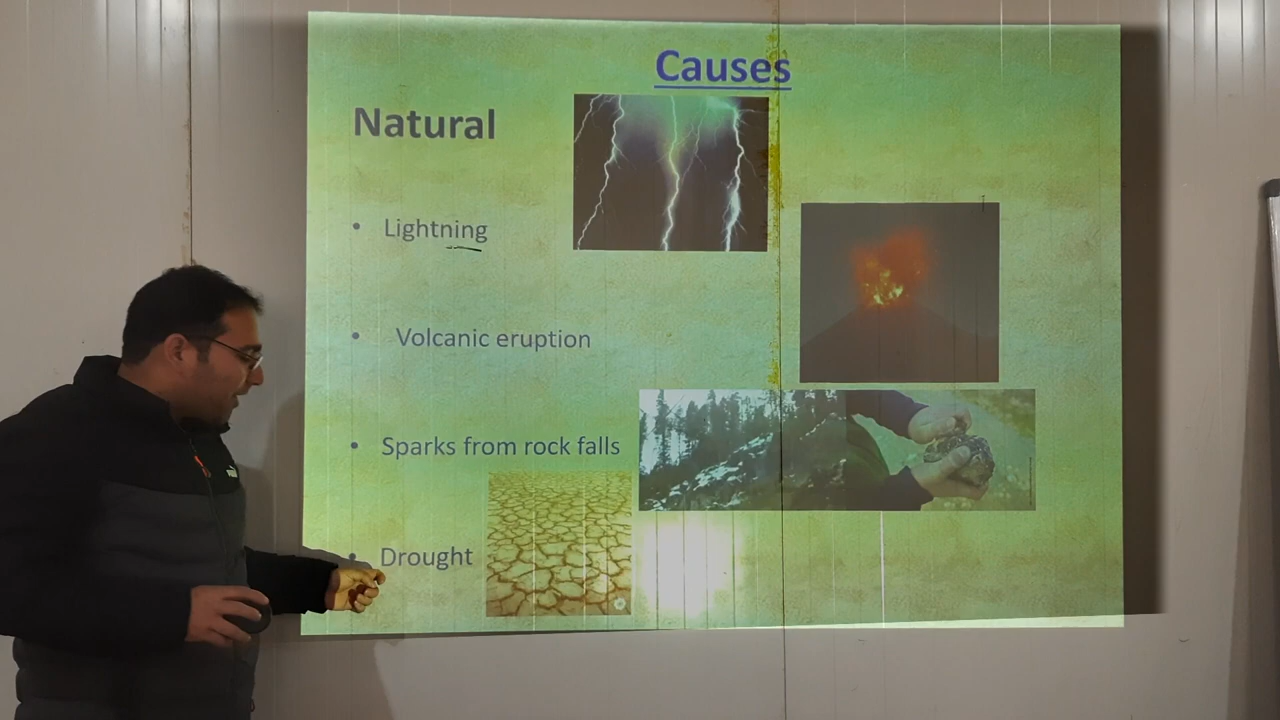 Causes
Natural
• Lightning
• Volcanic eruption
• Sparks from rock falls
• Drought